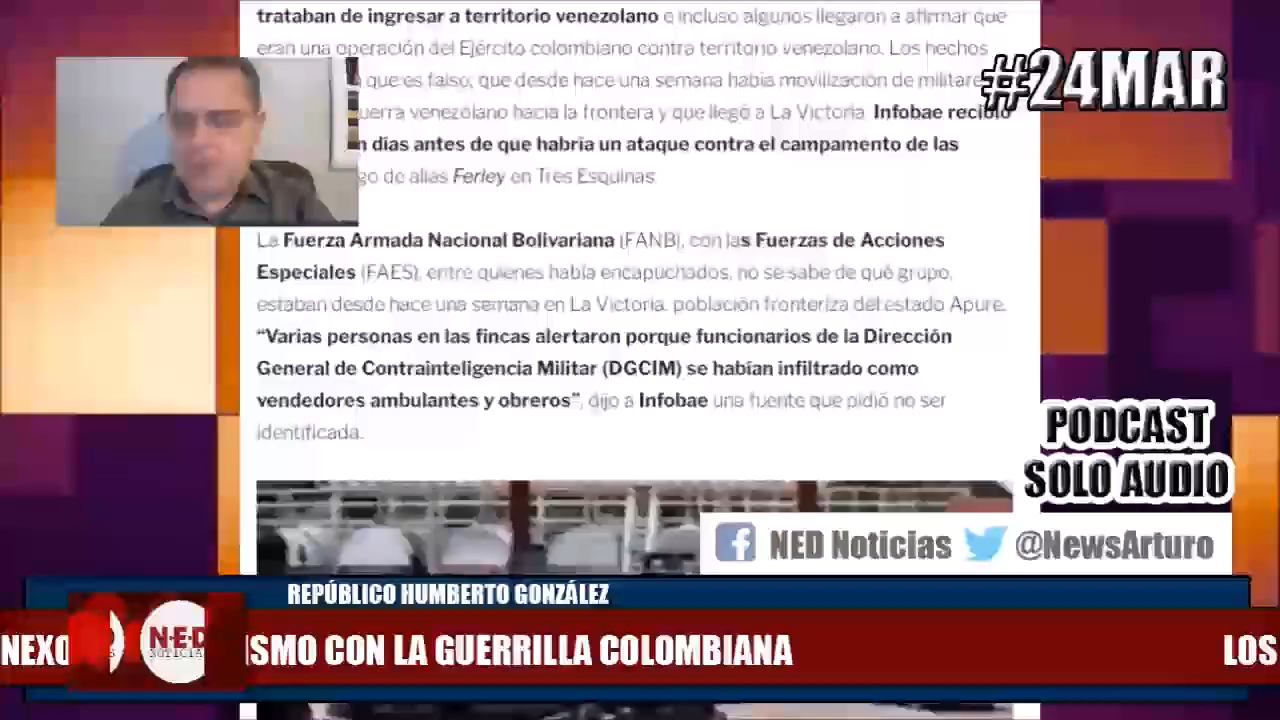 trataban de ingresar a territorio venezolano e incluso algunos llegaron a afirmar que
eran una operación del Ejército colombiano contra territorio venezolano. Los hechos
que es falso, que desde hace una semana había movilización de militare
uerra venezolano hacia la frontera y que llegó a La Victoria. Infobae recibió
n días antes de que habría un ataque contra el campamento de las
go de alias Ferley en Tres Esquinas.
#24MAR
La Fuerza Armada Nacional Bolivariana (FANB), con las Fuerzas de Acciones
Especiales (FAES), entre quienes había encapuchados, no se sabe de qué grupo,
estaban desde hace una semana en La Victoria, población fronteriza del estado Apure.
“Varias personas en las fincas alertaron porque funcionarios de la Dirección
General de Contrainteligencia Militar (DGCIM) se habían infiltrado como
vendedores ambulantes y obreros”, dijo a Infobae una fuente que pidió no ser
identificada.
PODCAST
SOLO AUDIO
NED Noticias @NewsArturo
REPÚBLICO HUMBERTO GONZÁLEZ
NEXO ISMO CON LA GUERRILLA COLOMBIANA LOS
N·E·D
NOTICIA